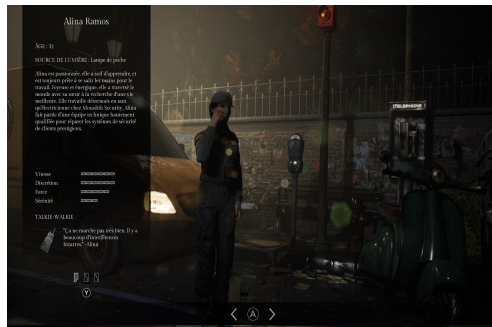 Alina Ramos
ÂGE : 32
SOURCE DE LUMIÈRE : Lampe de poche
Alina est passionnée, elle a soif d'apprendre, et
est toujours prête à se salir les mains pour le
travail. Joyeuse et énergique, elle a traversé le
monde avec sa sœur à la recherche d'une vie
meilleure. Elle travaille désormais en tant
qu'électricienne chez Monolith Security. Alina
fait partie d'une équipe technique hautement
qualifiée pour réparer les systèmes de sécurité
de clients prestigieux.
TELEPHONE
Vitesse
Discrétion
Force
Sérénité
TALKIE-WALKIE
"Ça ne marche pas très bien. Il y a
beaucoup d'interférences
bizarres." -Alina
Y
A